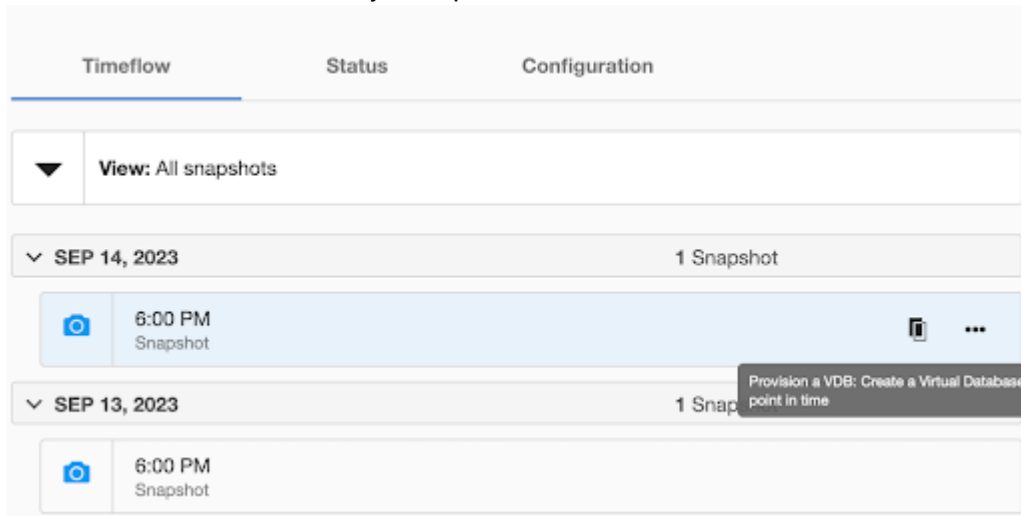 Timeflow Status Configuration
View: All snapshots
SEP 14, 2023 1 Snapshot
6:00 PM
Snapshot
Provision a VDB: Create a Virtual Database
point in time
SEP 13, 2023 1 Snap
6:00 PM
Snapshot